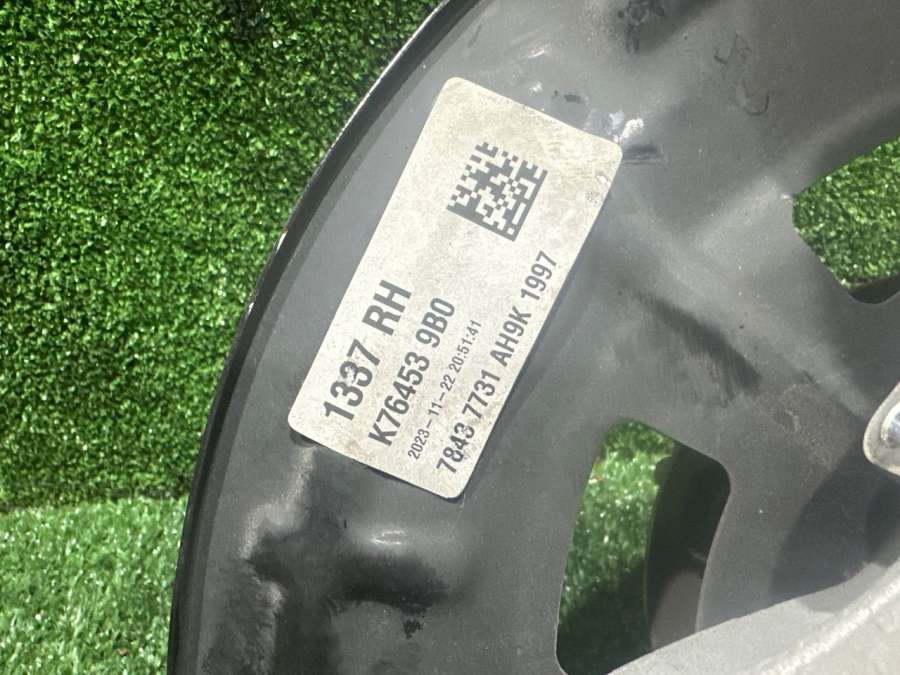 1337 RH
K76453 9B0
2023-11-22 20:51:41
7843 7731 AH9K 1997